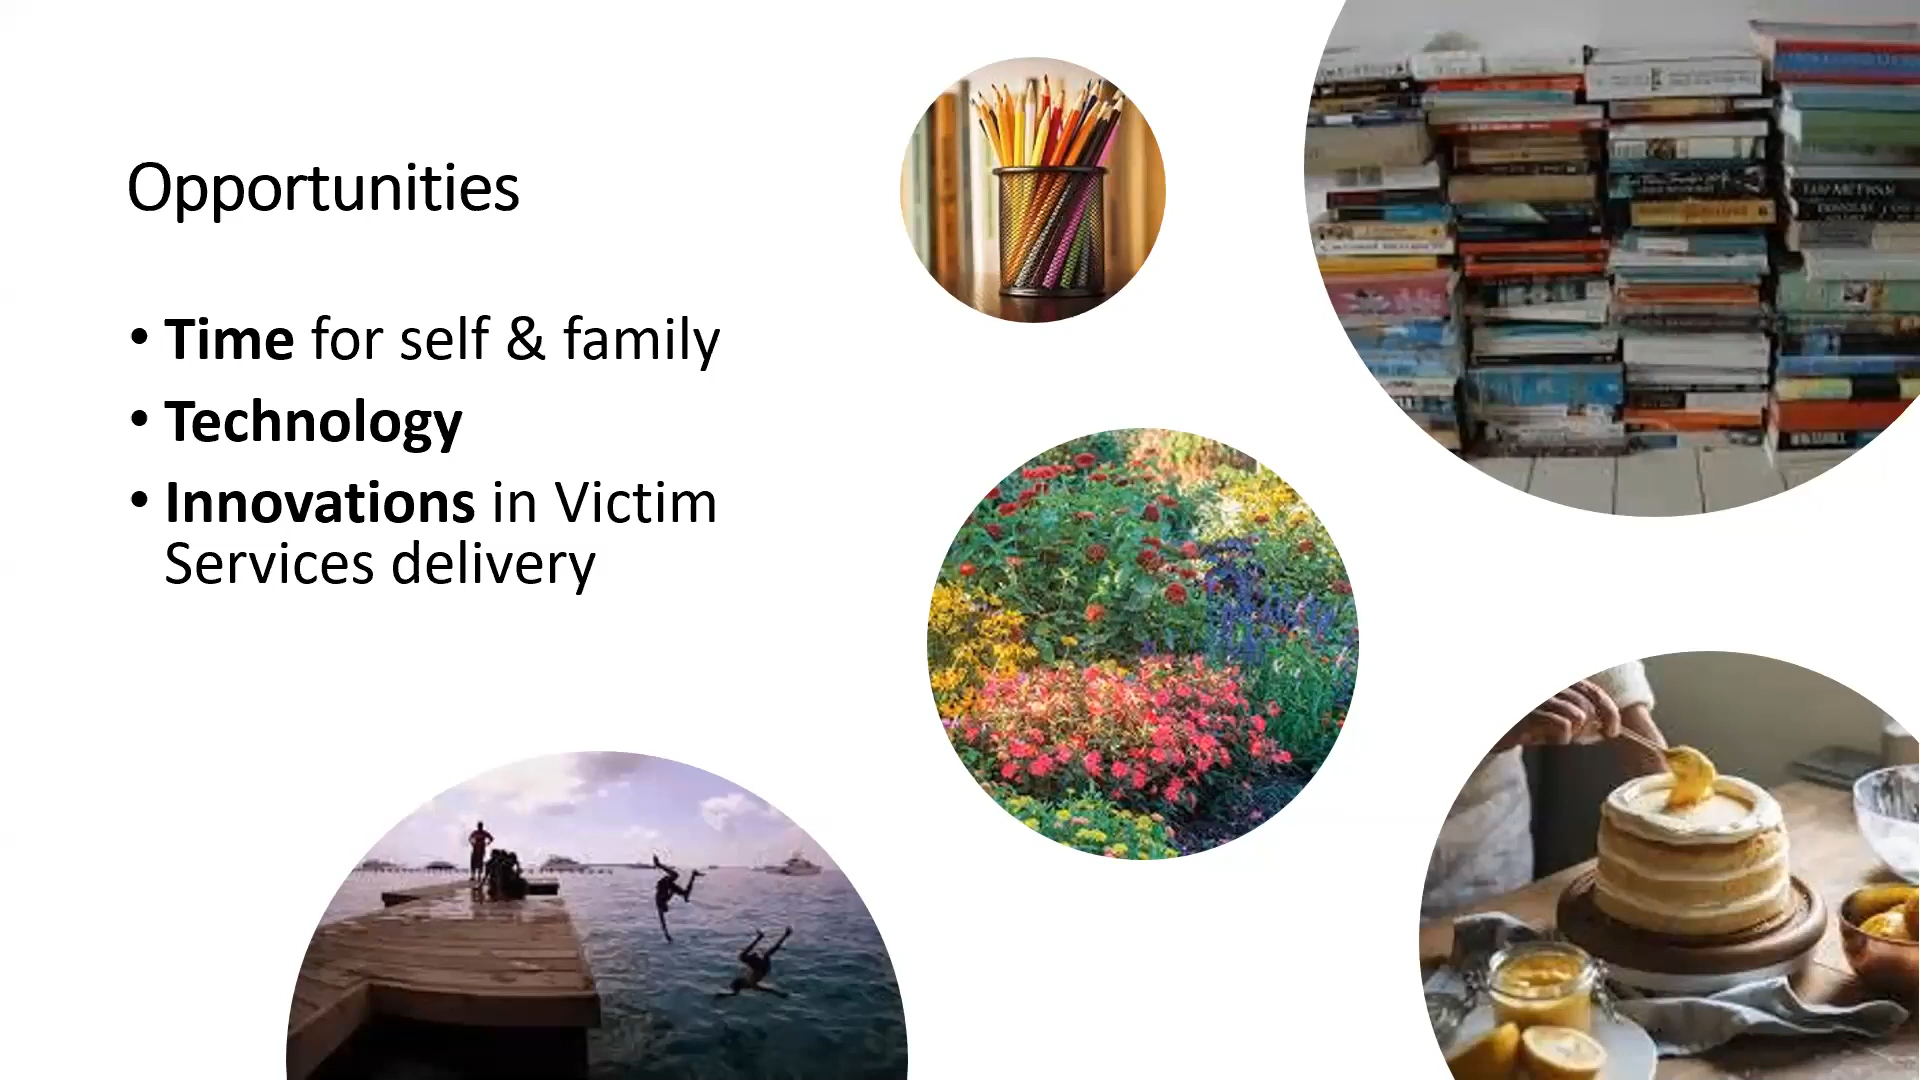 Opportunities
• Time for self & family
• Technology
• Innovations in Victim
Services delivery